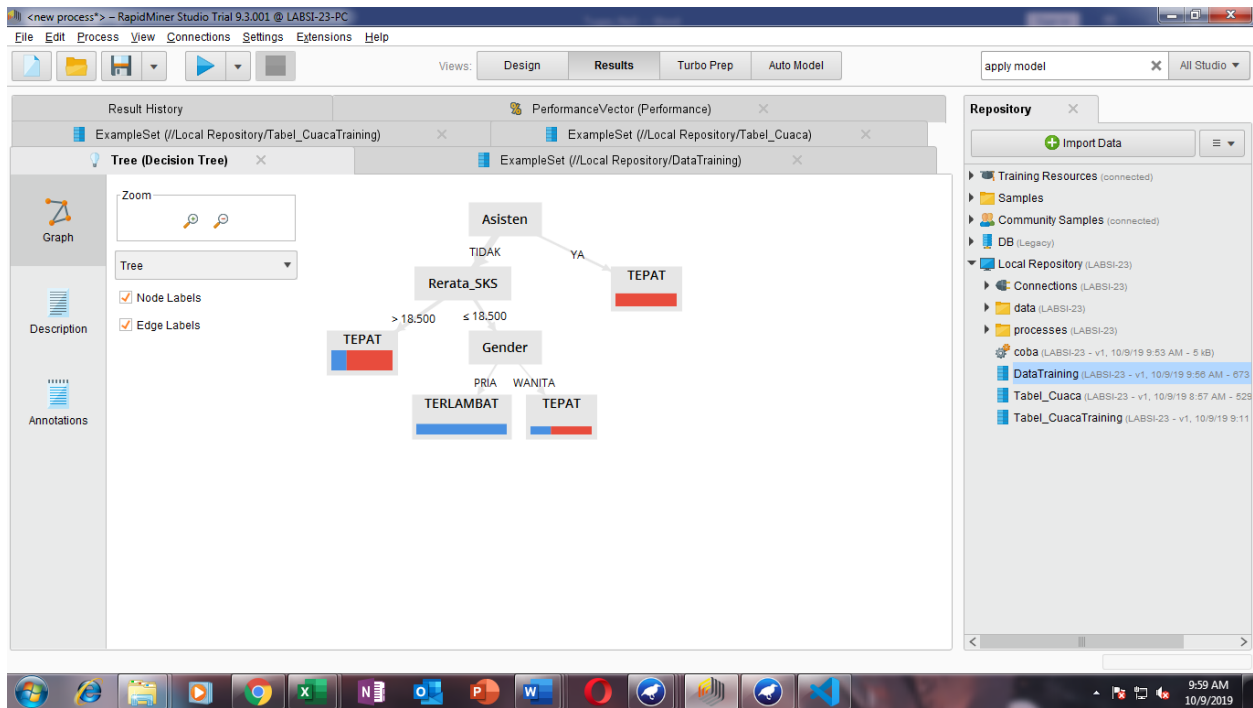 <new process*> – RapidMiner Studio Trial 9.3.001 @ LABSI-23-PC
File Edit Process View Connections Settings Extensions Help
Views: Design Results Turbo Prep Auto Model
apply model All Studio
Result History
PerformanceVector (Performance)
ExampleSet (//Local Repository/Tabel_CuacaTraining)
ExampleSet (//Local Repository/Tabel_Cuaca)
Tree (Decision Tree)
ExampleSet (//Local Repository/DataTraining)
Graph
Description
Annotations
Zoom
Tree
Node Labels
Edge Labels
Asisten
TIDAK
YA
Rerata_SKS
TEPAT
> 18.500
≤ 18.500
TEPAT
Gender
PRIA
WANITA
TERLAMBAT
TEPAT
Repository
Import Data
Training Resources (connected)
Samples
Community Samples (connected)
DB (Legacy)
Local Repository (LABSI-23)
Connections (LABSI-23)
data (LABSI-23)
processes (LABSI-23)
coba (LABSI-23 - v1, 10/9/19 9:53 AM - 5 kB)
DataTraining (LABSI-23 - v1, 10/9/19 9:56 AM - 673
Tabel_Cuaca (LABSI-23 - v1, 10/9/19 8:57 AM - 529
Tabel_CuacaTraining (LABSI-23 - v1, 10/9/19 9:11
9:59 AM
10/9/2019